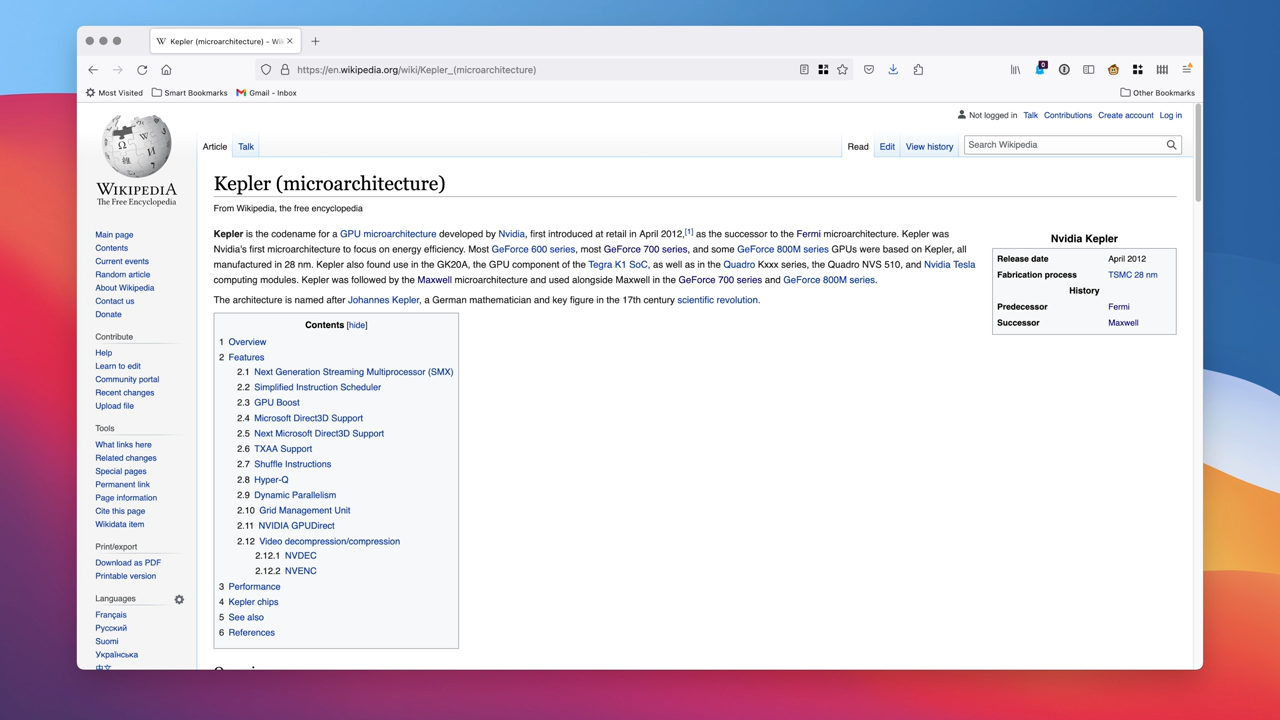 Kepler (microarchitecture) – Wik
https://en.wikipedia.org/wiki/Kepler_(microarchitecture)
0
Most Visited
Smart Bookmarks
Gmail - Inbox
Other Bookmarks
Not logged in Talk Contributions Create account Log in
Article Talk
Read Edit View history
Search Wikipedia
WIKIPEDIA
The Free Encyclopedia
Main page
Contents
Current events
Random article
About Wikipedia
Contact us
Donate
Contribute
Help
Learn to edit
Community portal
Recent changes
Upload file
Tools
What links here
Related changes
Special pages
Permanent link
Page information
Cite this page
Wikidata item
Print/export
Download as PDF
Printable version
Languages
Français
Русский
Suomi
Українська
中文
Kepler (microarchitecture)
From Wikipedia, the free encyclopedia
Kepler is the codename for a GPU microarchitecture developed by Nvidia, first introduced at retail in April 2012,[1] as the successor to the Fermi microarchitecture. Kepler was
Nvidia's first microarchitecture to focus on energy efficiency. Most GeForce 600 series, most GeForce 700 series, and some GeForce 800M series GPUs were based on Kepler, all
manufactured in 28 nm. Kepler also found use in the GK20A, the GPU component of the Tegra K1 SoC, as well as in the Quadro Kxxx series, the Quadro NVS 510, and Nvidia Tesla
computing modules. Kepler was followed by the Maxwell microarchitecture and used alongside Maxwell in the GeForce 700 series and GeForce 800M series.
The architecture is named after Johannes Kepler, a German mathematician and key figure in the 17th century scientific revolution.
Nvidia Kepler
Release date April 2012
Fabrication process TSMC 28 nm
History
Predecessor Fermi
Successor Maxwell
Contents [hide]
1 Overview
2 Features
2.1 Next Generation Streaming Multiprocessor (SMX)
2.2 Simplified Instruction Scheduler
2.3 GPU Boost
2.4 Microsoft Direct3D Support
2.5 Next Microsoft Direct3D Support
2.6 TXAA Support
2.7 Shuffle Instructions
2.8 Hyper-Q
2.9 Dynamic Parallelism
2.10 Grid Management Unit
2.11 NVIDIA GPUDirect
2.12 Video decompression/compression
2.12.1 NVDEC
2.12.2 NVENC
3 Performance
4 Kepler chips
5 See also
6 References